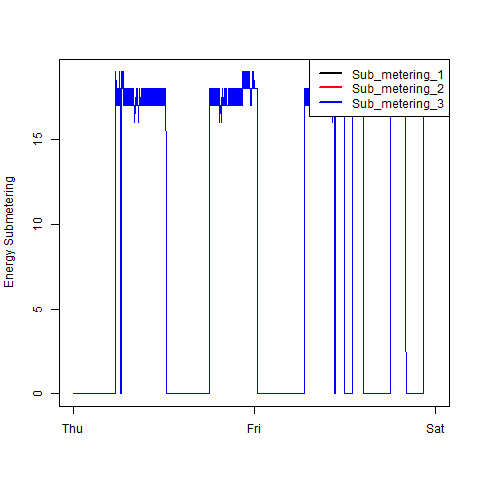 Sub_metering_1
Sub_metering_2
Sub_metering_3
Energy Submetering
15
10
5
0
Thu Fri Sat